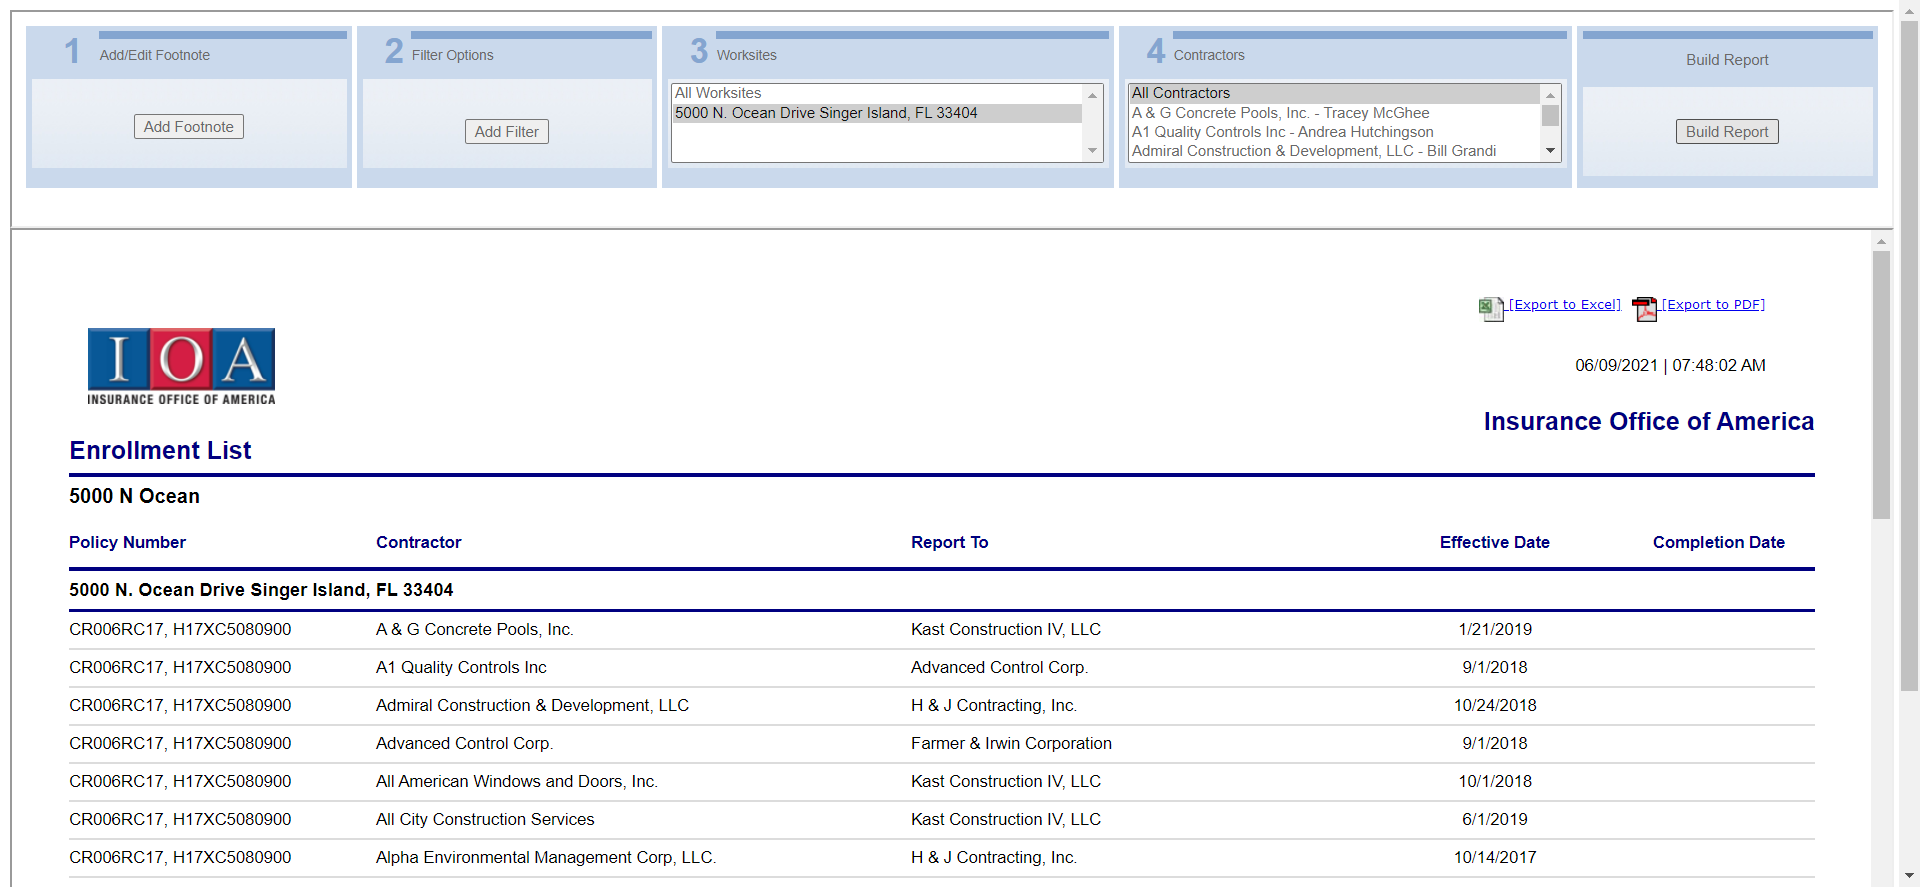 1 Add/Edit Footnote
Add Footnote
2 Filter Options
Add Filter
3 Worksites
All Worksites
5000 N. Ocean Drive Singer Island, FL 33404
4 Contractors
All Contractors
A & G Concrete Pools, Inc. - Tracey McGhee
A1 Quality Controls Inc - Andrea Hutchingson
Admiral Construction & Development, LLC - Bill Grandi
Build Report
Build Report
[Export to Excel] [Export to PDF]
IOA
INSURANCE OFFICE OF AMERICA
06/09/2021 | 07:48:02 AM
Insurance Office of America
Enrollment List
5000 N Ocean
Policy Number Contractor Report To Effective Date Completion Date
5000 N. Ocean Drive Singer Island, FL 33404
CR006RC17, H17XC5080900 A & G Concrete Pools, Inc. Kast Construction IV, LLC 1/21/2019
CR006RC17, H17XC5080900 A1 Quality Controls Inc Advanced Control Corp. 9/1/2018
CR006RC17, H17XC5080900 Admiral Construction & Development, LLC H & J Contracting, Inc. 10/24/2018
CR006RC17, H17XC5080900 Advanced Control Corp. Farmer & Irwin Corporation 9/1/2018
CR006RC17, H17XC5080900 All American Windows and Doors, Inc. Kast Construction IV, LLC 10/1/2018
CR006RC17, H17XC5080900 All City Construction Services Kast Construction IV, LLC 6/1/2019
CR006RC17, H17XC5080900 Alpha Environmental Management Corp, LLC. H & J Contracting, Inc. 10/14/2017